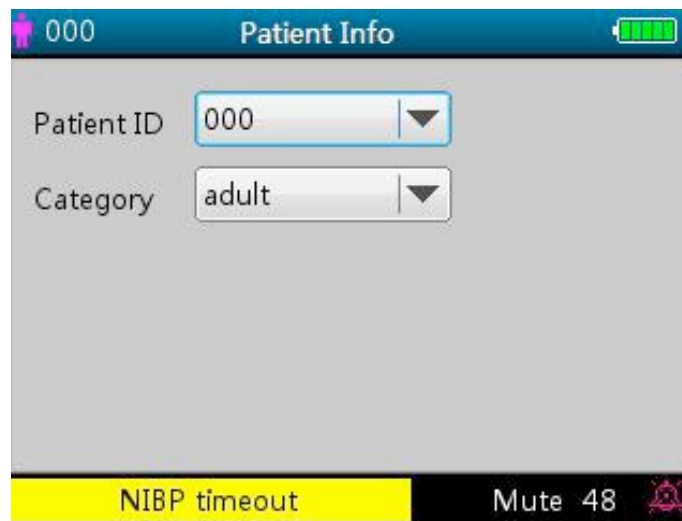 000 Patient Info
Patient ID 000
Category adult
NIBP timeout Mute 48